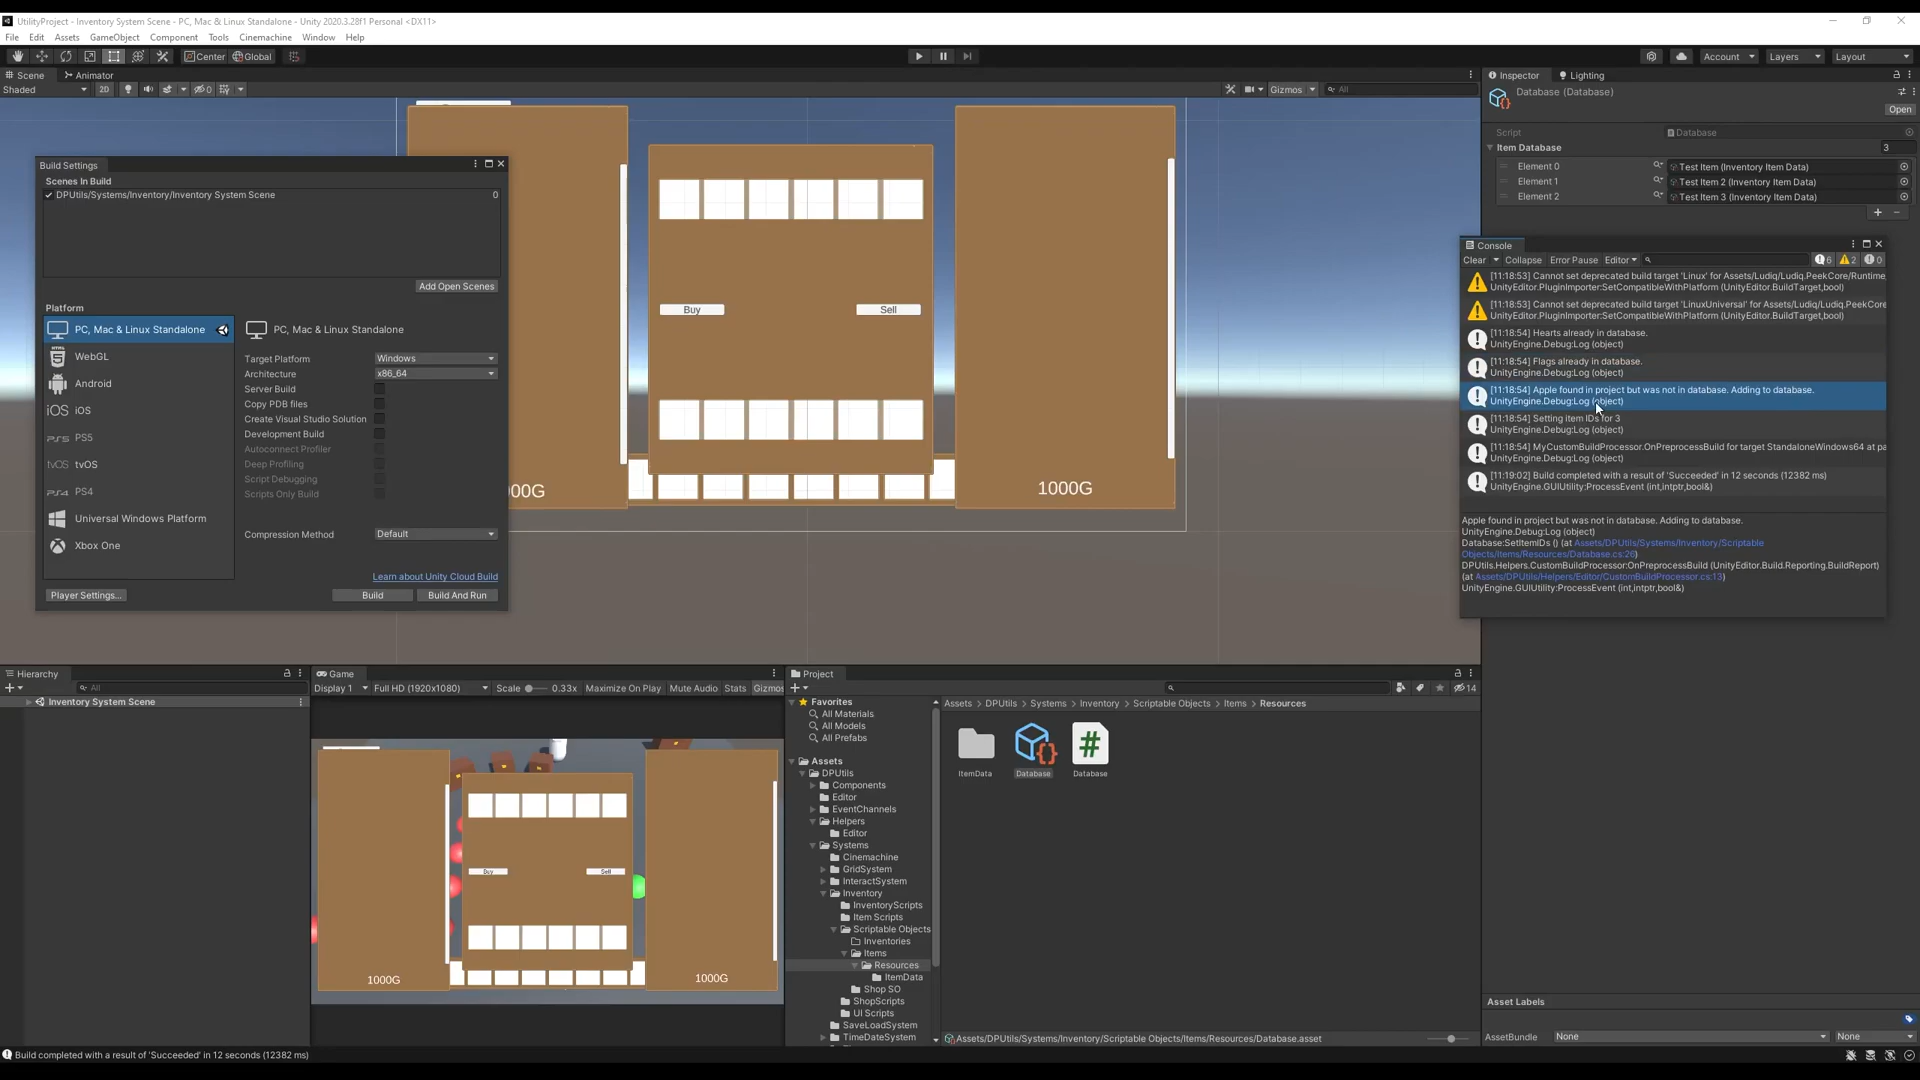 UtilityProject - Inventory System Scene - PC, Mac & Linux Standalone - Unity 2020.3.28f1 Personal <DX11>
File Edit Assets GameObject Component Tools Cinemachine Window Help
Center Global Account Layers Layout
Scene Animator
Shaded 2D 0 Gizmos All
Inspector Lighting
Database (Database)
Open
Script Database
Item Database 3
Element 0 Test Item (Inventory Item Data)
Element 1 Test Item 2 (Inventory Item Data)
Element 2 Test Item 3 (Inventory Item Data)
Build Settings
Scenes In Build
DPUtils/Systems/Inventory/Inventory System Scene 0
Add Open Scenes
Platform
PC, Mac & Linux Standalone
WebGL
Android
iOS iOS
PS5 PS5
tvOS tvOS
PS4 PS4
Universal Windows Platform
Xbox One
PC, Mac & Linux Standalone
Target Platform Windows
Architecture x86_64
Server Build
Copy PDB files
Create Visual Studio Solution
Development Build
Autoconnect Profiler
Deep Profiling
Script Debugging
Scripts Only Build
Compression Method Default
Learn about Unity Cloud Build
Player Settings... Build Build And Run
Buy Sell
00G 1000G
Console
Clear Collapse Error Pause Editor 6 2 0
[11:18:53] Cannot set deprecated build target 'Linux' for Assets/Ludiq/Ludiq.PeekCore/Runtime
UnityEditor.PluginImporter:SetCompatibleWithPlatform (UnityEditor.BuildTarget,bool)
[11:18:53] Cannot set deprecated build target 'LinuxUniversal' for Assets/Ludiq/Ludiq.PeekCore
UnityEditor.PluginImporter:SetCompatibleWithPlatform (UnityEditor.BuildTarget,bool)
[11:18:54] Hearts already in database.
UnityEngine.Debug:Log (object)
[11:18:54] Flags already in database.
UnityEngine.Debug:Log (object)
[11:18:54] Apple found in project but was not in database. Adding to database.
UnityEngine.Debug:Log (object)
[11:18:54] Setting item IDs for 3
UnityEngine.Debug:Log (object)
[11:18:54] MyCustomBuildProcessor.OnPreprocessBuild for target StandaloneWindows64 at pa
UnityEngine.Debug:Log (object)
[11:19:02] Build completed with a result of 'Succeeded' in 12 seconds (12382 ms)
UnityEngine.GUIUtility:ProcessEvent (int,intptr,bool&)
Apple found in project but was not in database. Adding to database.
UnityEngine.Debug:Log (object)
Database:SetItemIDs () (at Assets/DPUtils/Systems/Inventory/Scriptable
Objects/Items/Resources/Database.cs:26)
DPUtils.Helpers.CustomBuildProcessor:OnPreprocessBuild (UnityEditor.Build.Reporting.BuildReport)
(at Assets/DPUtils/Helpers/Editor/CustomBuildProcessor.cs:13)
UnityEngine.GUIUtility:ProcessEvent (int,intptr,bool&)
Hierarchy
All
Inventory System Scene
Game
Display 1 Full HD (1920x1080) Scale 0.33x Maximize On Play Mute Audio Stats Gizmos
Buy Sell
1000G 1000G
Project
14
Favorites
All Materials
All Models
All Prefabs
Assets
DPUtils
Components
Editor
EventChannels
Helpers
Editor
Systems
Cinemachine
GridSystem
InteractSystem
Inventory
InventoryScripts
Item Scripts
Scriptable Objects
Inventories
Items
Resources
ItemData
Shop SO
ShopScripts
UI Scripts
SaveLoadSystem
TimeDateSystem
Assets DPUtils Systems Inventory Scriptable Objects Items Resources
ItemData Database Database
Assets/DPUtils/Systems/Inventory/Scriptable Objects/Items/Resources/Database.asset
Asset Labels
AssetBundle None None
Build completed with a result of 'Succeeded' in 12 seconds (12382 ms)